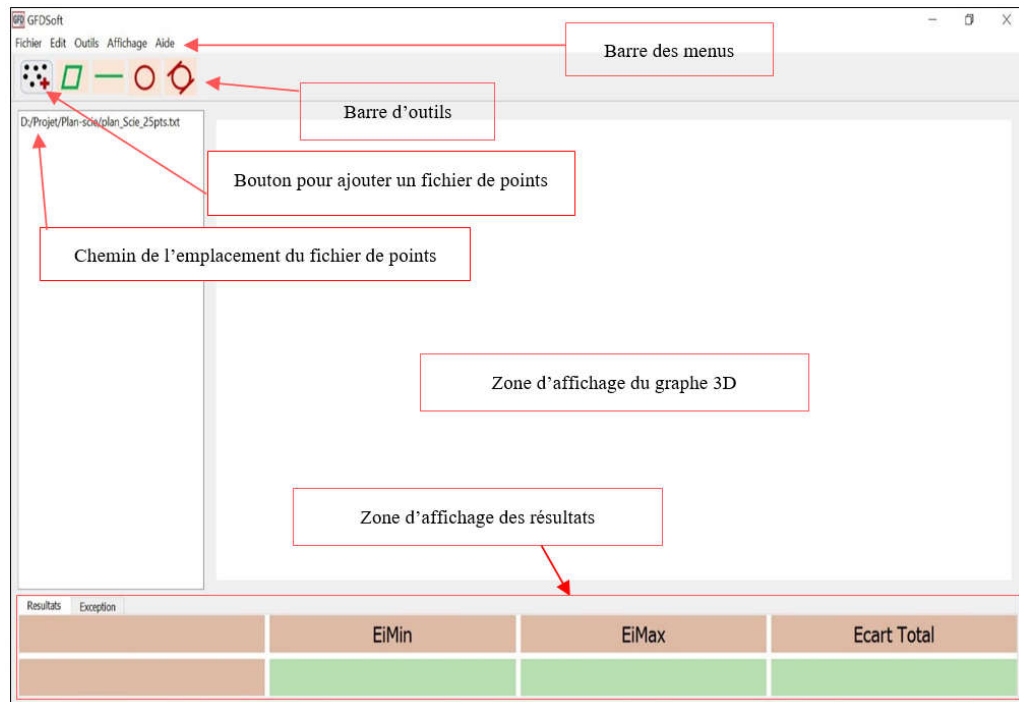 GFD GFDSoft
Fichier Edit Outils Affichage Aide
Barre des menus
Barre d'outils
D:/Projet/Plan-scie/plan_Scie_25pts.txt
Bouton pour ajouter un fichier de points
Chemin de l'emplacement du fichier de points
Zone d'affichage du graphe 3D
Zone d'affichage des résultats
Resultats Exception
EiMin EiMax Ecart Total